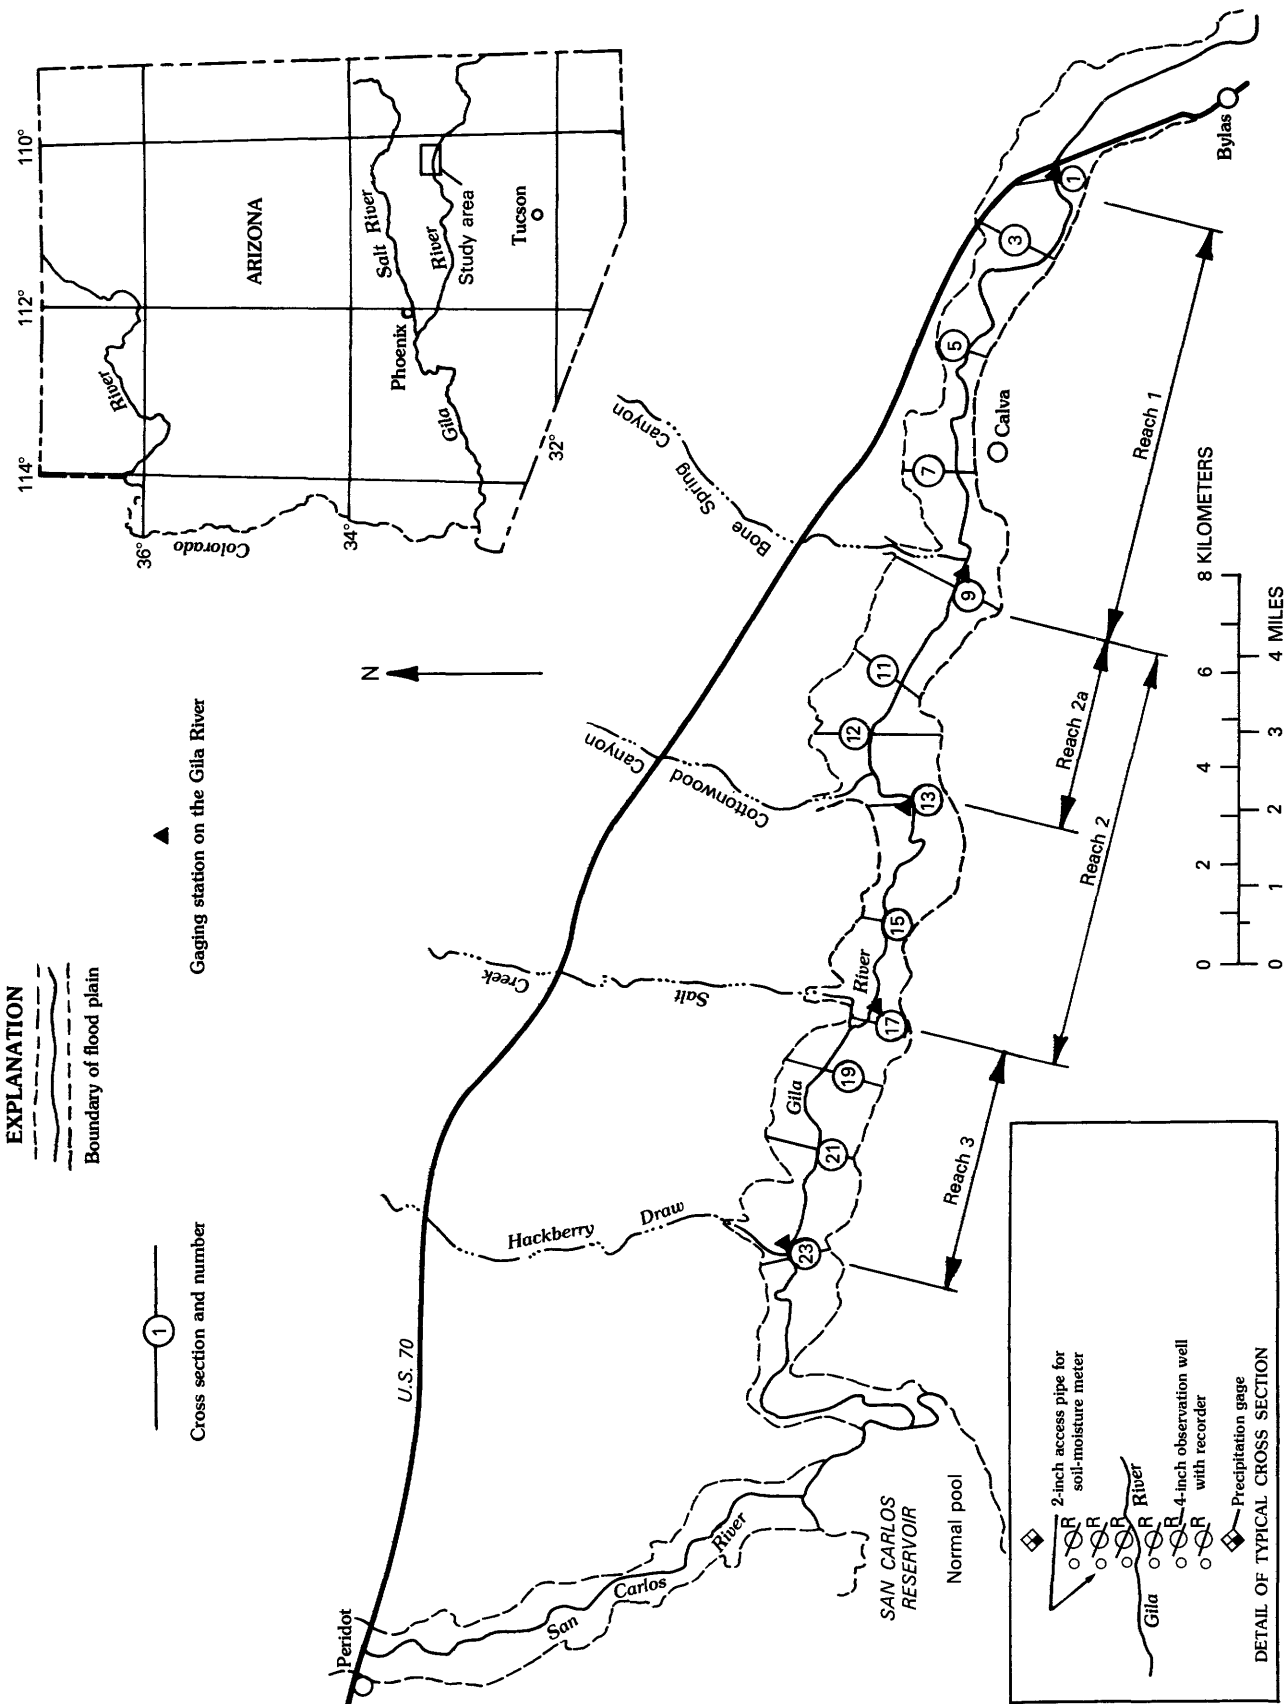 EXPLANATION
Boundary of flood plain
1
Cross section and number
Gaging station on the Gila River
114°
112°
110°
36°
34°
32°
Colorado
River
ARIZONA
Salt River
Phoenix
Gila
River
Study area
Tucson
N
Peridot
U.S. 70
San
Carlos
River
SAN CARLOS
RESERVOIR
Normal pool
Hackberry
Draw
Salt
Creek
Cottonwood
Canyon
Bone
Spring
Canyon
Gila
River
Calva
Bylas
23
21
19
17
15
13
12
11
9
7
5
3
1
Reach 3
Reach 2
Reach 2a
Reach 1
0 2 4 6 8 KILOMETERS
0 1 2 3 4 MILES
2-inch access pipe for
soil-moisture meter
R
R
R
River
Gila
R
R
R
4-inch observation well
with recorder
Precipitation gage
DETAIL OF TYPICAL CROSS SECTION